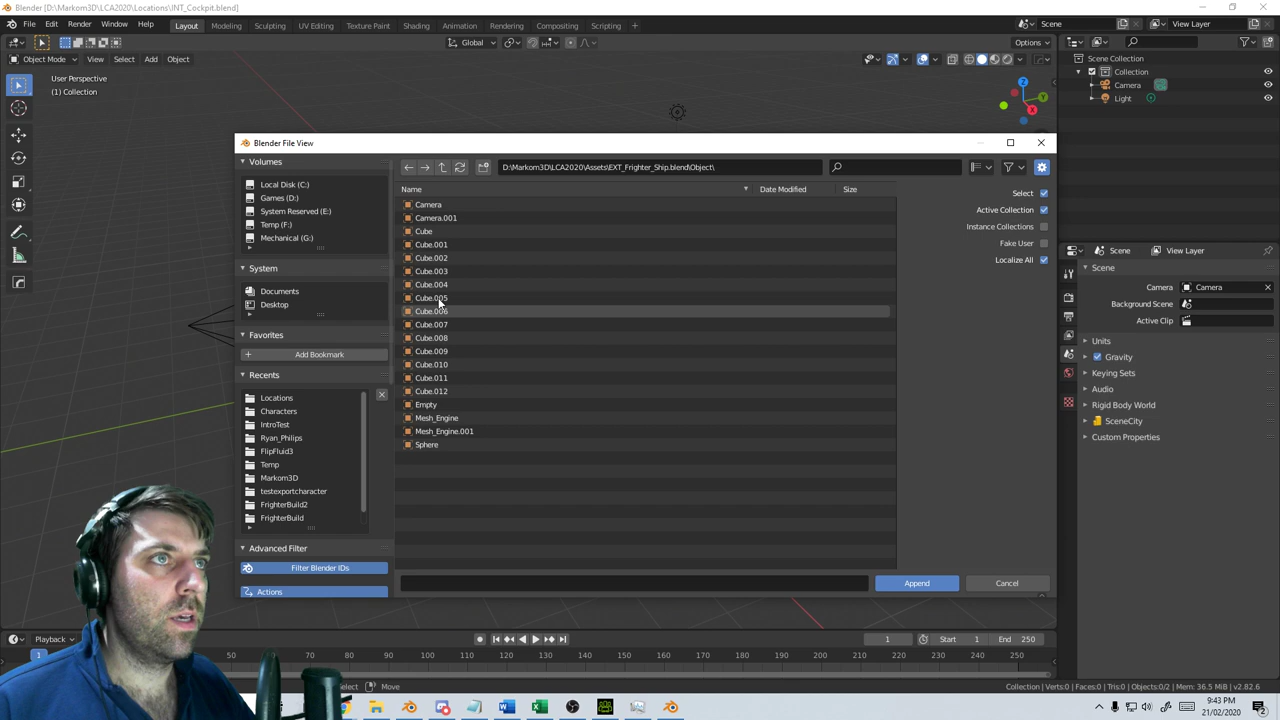 Blender [D:\Markom3D\LCA2020\Locations\INT_Cockpit.blend]
File Edit Render Window Help Layout Modeling Sculpting UV Editing Texture Paint Shading Animation Rendering Compositing Scripting + Scene View Layer
Global Options
Object Mode View Select Add Object
User Perspective
(1) Collection
Z
Y
X
Scene Collection
Collection
Camera
Light
Blender File View
Volumes
Local Disk (C:)
Games (D:)
System Reserved (E:)
Temp (F:)
Mechanical (G:)
System
Documents
Desktop
Favorites
Add Bookmark
Recents
Locations
Characters
IntroTest
Ryan_Philips
FlipFluid3
Temp
Markom3D
testexportcharacter
FrighterBuild2
FrighterBuild
Advanced Filter
Filter Blender IDs
Actions
D:\Markom3D\LCA2020\Assets\EXT_Frighter_Ship.blend\Object\
Name Date Modified Size
Camera
Camera.001
Cube
Cube.001
Cube.002
Cube.003
Cube.004
Cube.005
Cube.006
Cube.007
Cube.008
Cube.009
Cube.010
Cube.011
Cube.012
Empty
Mesh_Engine
Mesh_Engine.001
Sphere
Select
Active Collection
Instance Collections
Fake User
Localize All
Append Cancel
Scene View Layer
Scene
Camera Camera
Background Scene
Active Clip
Units
Gravity
Keying Sets
Audio
Rigid Body World
SceneCity
Custom Properties
Playback 1 Start 1 End 250
1 50 60 70 80 90 100 110 120 130 140 150 160 170 180 190 200 210 220 230 240 250
Select Move Collection | Verts:0 | Faces:0 | Tris:0 | Objects:0/2 | Mem: 36.5 MiB | v2.82.6
9:43 PM
21/02/2020
2